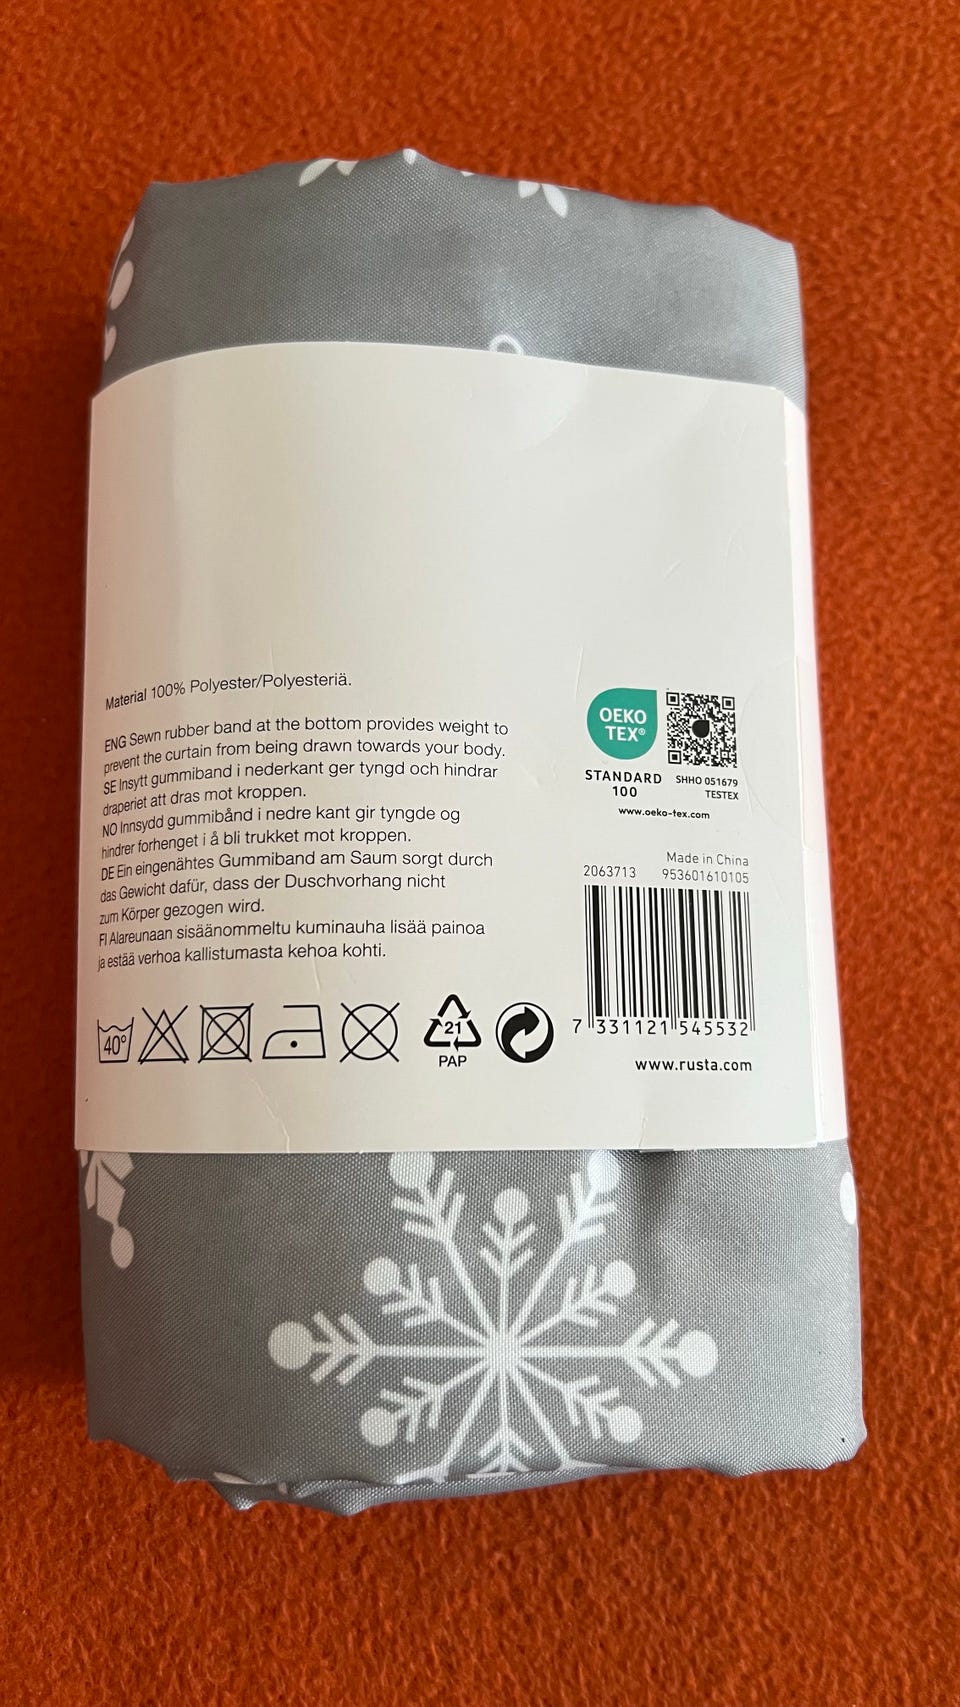 Material 100% Polyester/Polyesteriä.
ENG Sewn rubber band at the bottom provides weight to
prevent the curtain from being drawn towards your body.
SE Insytt gummiband i nederkant ger tyngd och hindrar
draperiet att dras mot kroppen.
NO Innsydd gummibånd i nedre kant gir tyngde og
hindrer forhenget i å bli trukket mot kroppen.
DE Ein eingenähtes Gummiband am Saum sorgt durch
das Gewicht dafür, dass der Duschvorhang nicht
zum Körper gezogen wird.
FI Alareunaan sisäänommeltu kuminauha lisää painoa
ja estää verhoa kallistumasta kehoa kohti.
40°
21
PAP
OEKO
TEX®
STANDARD
100
SHHO 051679
TESTEX
www.oeko-tex.com
Made in China
2063713 953601610105
7 331121 545532
www.rusta.com